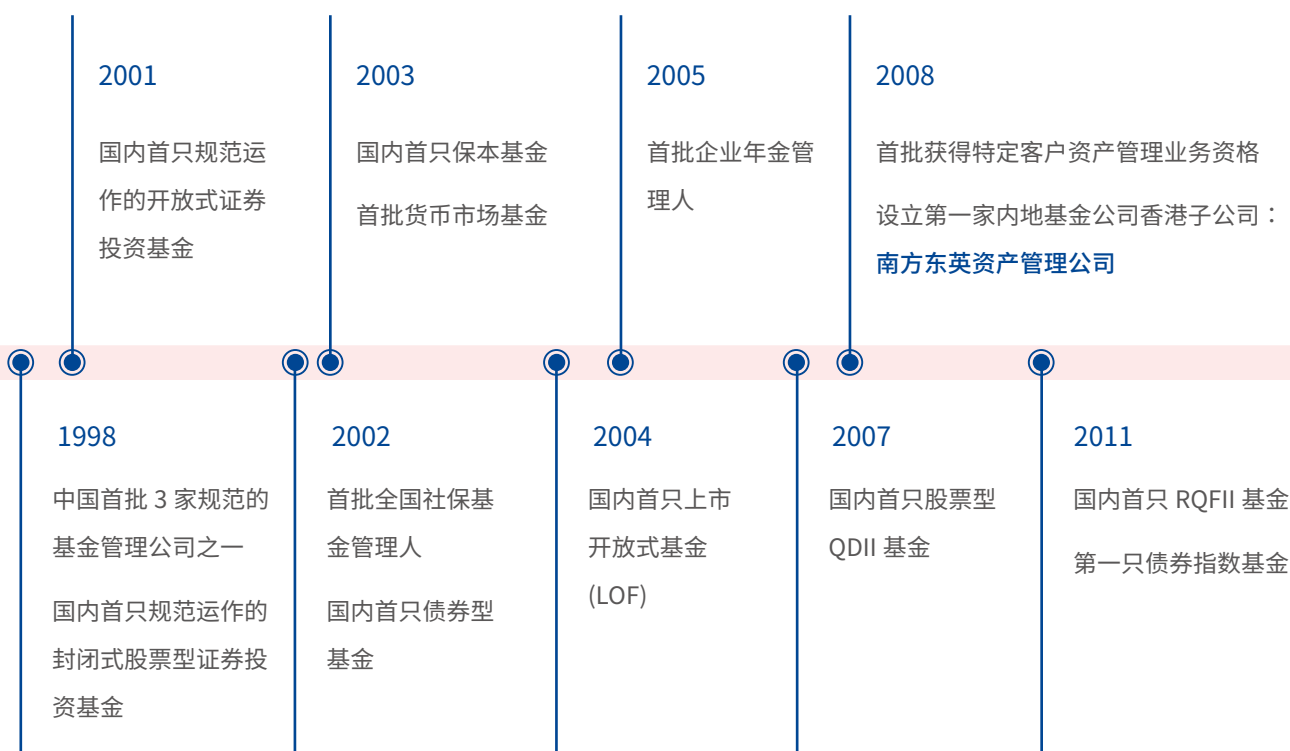 2001
国内首只规范运
作的开放式证券
投资基金
2003
国内首只保本基金
首批货币市场基金
2005
首批企业年金管
理人
2008
首批获得特定客户资产管理业务资格
设立第一家内地基金公司香港子公司：
南方东英资产管理公司
1998
中国首批 3 家规范的
基金管理公司之一
国内首只规范运作的
封闭式股票型证券投
资基金
2002
首批全国社保基
金管理人
国内首只债券型
基金
2004
国内首只上市
开放式基金
(LOF)
2007
国内首只股票型
QDII 基金
2011
国内首只 RQFII 基金
第一只债券指数基金